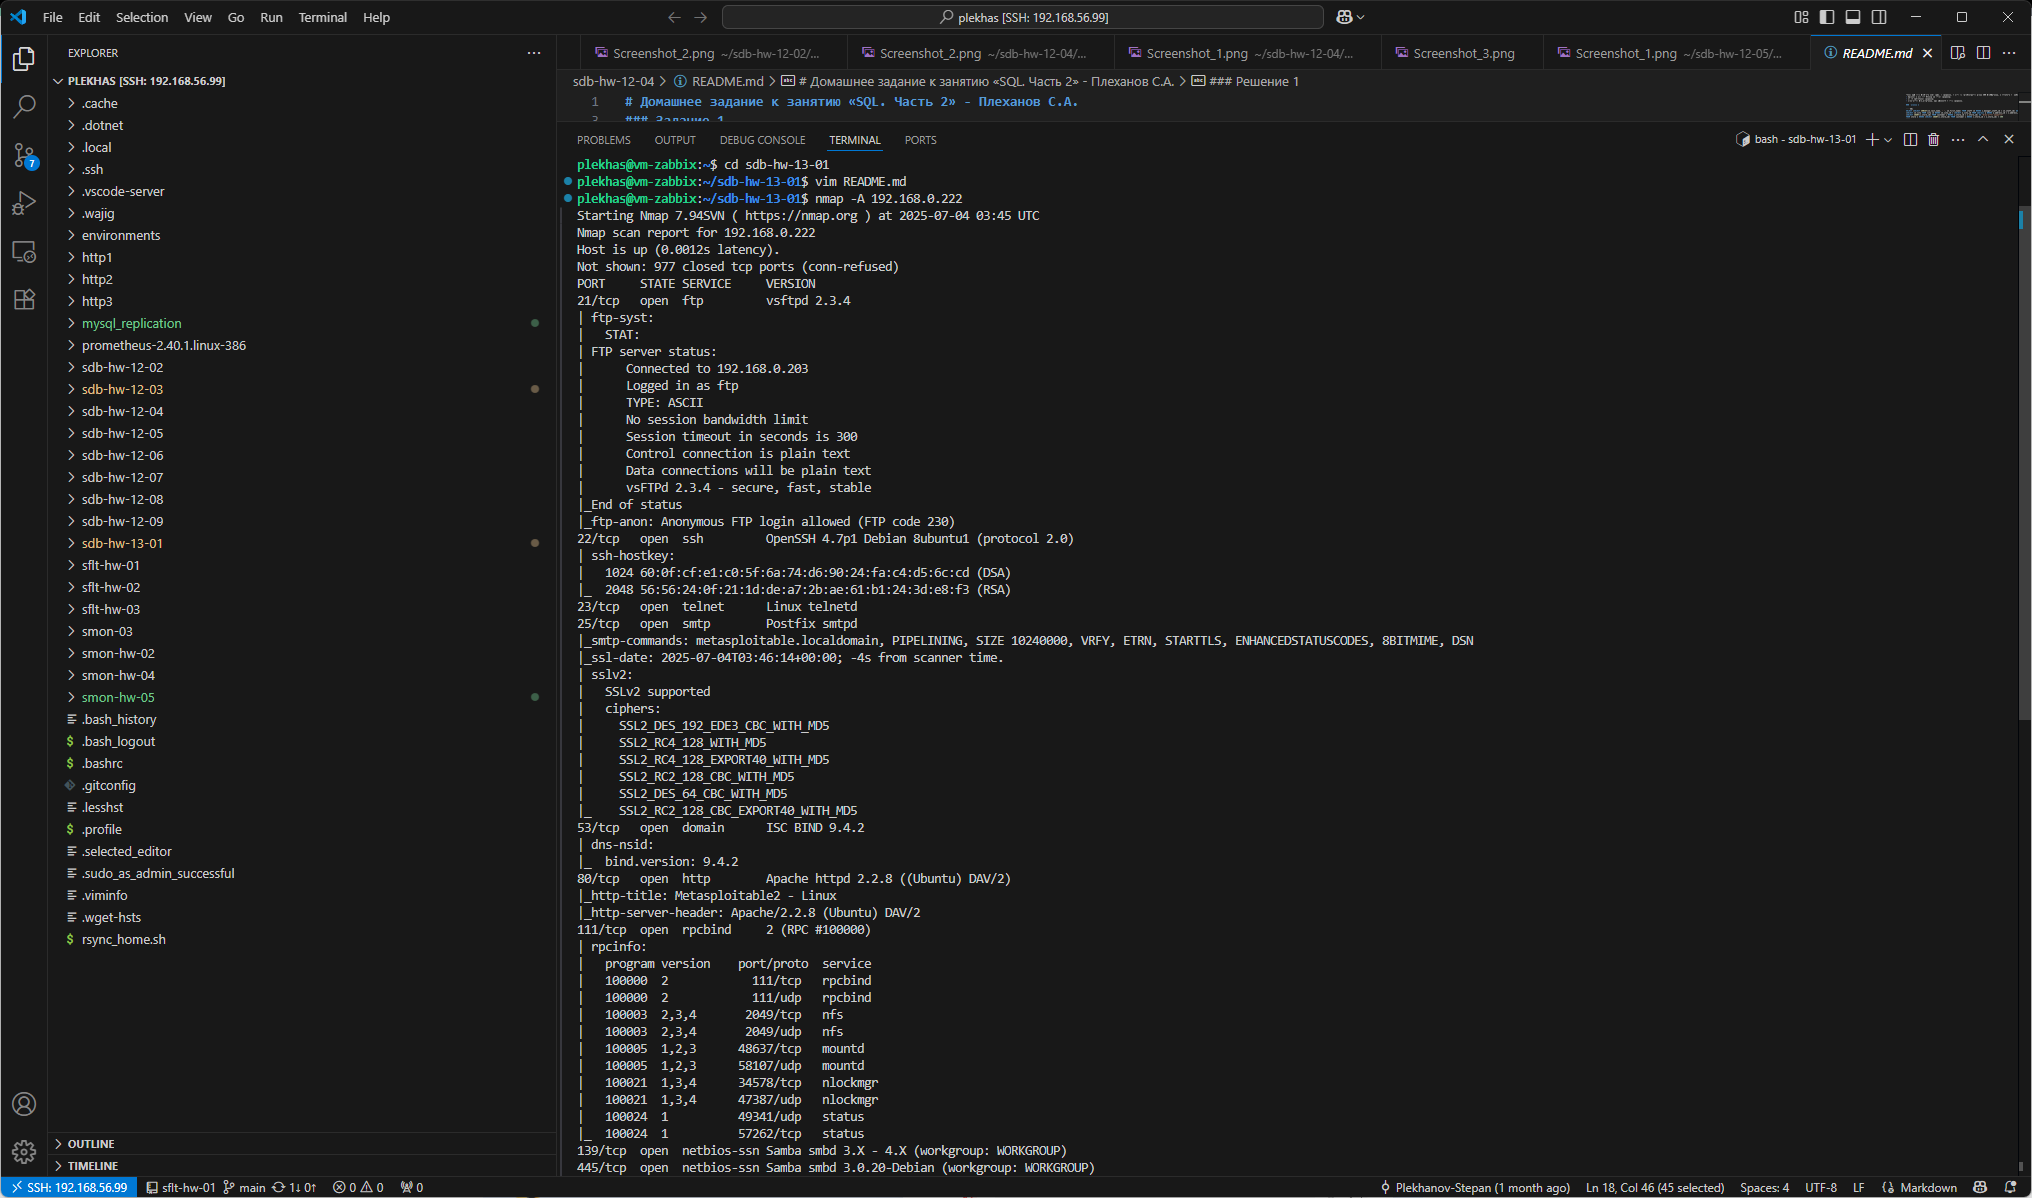 File Edit Selection View Go Run Terminal Help
plekhas [SSH: 192.168.56.99]
EXPLORER
PLEKHAS [SSH: 192.168.56.99]
.cache
.dotnet
.local
.ssh
.vscode-server
.wajig
environments
http1
http2
http3
mysql_replication
prometheus-2.40.1.linux-386
sdb-hw-12-02
sdb-hw-12-03
sdb-hw-12-04
sdb-hw-12-05
sdb-hw-12-06
sdb-hw-12-07
sdb-hw-12-08
sdb-hw-12-09
sdb-hw-13-01
sflt-hw-01
sflt-hw-02
sflt-hw-03
smon-03
smon-hw-02
smon-hw-04
smon-hw-05
.bash_history
.bash_logout
.bashrc
.gitconfig
.lesshst
.profile
.selected_editor
.sudo_as_admin_successful
.viminfo
.wget-hsts
rsync_home.sh
OUTLINE
TIMELINE
7
Screenshot_2.png ~/sdb-hw-12-02/... Screenshot_2.png ~/sdb-hw-12-04/... Screenshot_1.png ~/sdb-hw-12-04/... Screenshot_3.png Screenshot_1.png ~/sdb-hw-12-05/... README.md
sdb-hw-12-04 > README.md > # Домашнее задание к занятию «SQL. Часть 2» - Плеханов С.А. > ### Решение 1
1 # Домашнее задание к занятию «SQL. Часть 2» - Плеханов С.А.
3 ### Задание 1
PROBLEMS OUTPUT DEBUG CONSOLE TERMINAL PORTS
bash - sdb-hw-13-01
plekhas@vm-zabbix:~$ cd sdb-hw-13-01
plekhas@vm-zabbix:~/sdb-hw-13-01$ vim README.md
plekhas@vm-zabbix:~/sdb-hw-13-01$ nmap -A 192.168.0.222
Starting Nmap 7.94SVN ( https://nmap.org ) at 2025-07-04 03:45 UTC
Nmap scan report for 192.168.0.222
Host is up (0.0012s latency).
Not shown: 977 closed tcp ports (conn-refused)
PORT STATE SERVICE VERSION
21/tcp open ftp vsftpd 2.3.4
| ftp-syst:
| STAT:
| FTP server status:
| Connected to 192.168.0.203
| Logged in as ftp
| TYPE: ASCII
| No session bandwidth limit
| Session timeout in seconds is 300
| Control connection is plain text
| Data connections will be plain text
| vsFTPd 2.3.4 - secure, fast, stable
|_End of status
|_ftp-anon: Anonymous FTP login allowed (FTP code 230)
22/tcp open ssh OpenSSH 4.7p1 Debian 8ubuntu1 (protocol 2.0)
| ssh-hostkey:
| 1024 60:0f:cf:e1:c0:5f:6a:74:d6:90:24:fa:c4:d5:6c:cd (DSA)
|_ 2048 56:56:24:0f:21:1d:de:a7:2b:ae:61:b1:24:3d:e8:f3 (RSA)
23/tcp open telnet Linux telnetd
25/tcp open smtp Postfix smtpd
|_smtp-commands: metasploitable.localdomain, PIPELINING, SIZE 10240000, VRFY, ETRN, STARTTLS, ENHANCEDSTATUSCODES, 8BITMIME, DSN
|_ssl-date: 2025-07-04T03:46:14+00:00; -4s from scanner time.
| sslv2:
| SSLv2 supported
| ciphers:
| SSL2_DES_192_EDE3_CBC_WITH_MD5
| SSL2_RC4_128_WITH_MD5
| SSL2_RC4_128_EXPORT40_WITH_MD5
| SSL2_RC2_128_CBC_WITH_MD5
| SSL2_DES_64_CBC_WITH_MD5
|_ SSL2_RC2_128_CBC_EXPORT40_WITH_MD5
53/tcp open domain ISC BIND 9.4.2
| dns-nsid:
|_ bind.version: 9.4.2
80/tcp open http Apache httpd 2.2.8 ((Ubuntu) DAV/2)
|_http-title: Metasploitable2 - Linux
|_http-server-header: Apache/2.2.8 (Ubuntu) DAV/2
111/tcp open rpcbind 2 (RPC #100000)
| rpcinfo:
| program version port/proto service
| 100000 2 111/tcp rpcbind
| 100000 2 111/udp rpcbind
| 100003 2,3,4 2049/tcp nfs
| 100003 2,3,4 2049/udp nfs
| 100005 1,2,3 48637/tcp mountd
| 100005 1,2,3 58107/udp mountd
| 100021 1,3,4 34578/tcp nlockmgr
| 100021 1,3,4 47387/udp nlockmgr
| 100024 1 49341/udp status
|_ 100024 1 57262/tcp status
139/tcp open netbios-ssn Samba smbd 3.X - 4.X (workgroup: WORKGROUP)
445/tcp open netbios-ssn Samba smbd 3.0.20-Debian (workgroup: WORKGROUP)
SSH: 192.168.56.99 sflt-hw-01 main 1↓ 0↑ 0 0 0 Plekhanov-Stepan (1 month ago) Ln 18, Col 46 (45 selected) Spaces: 4 UTF-8 LF {} Markdown